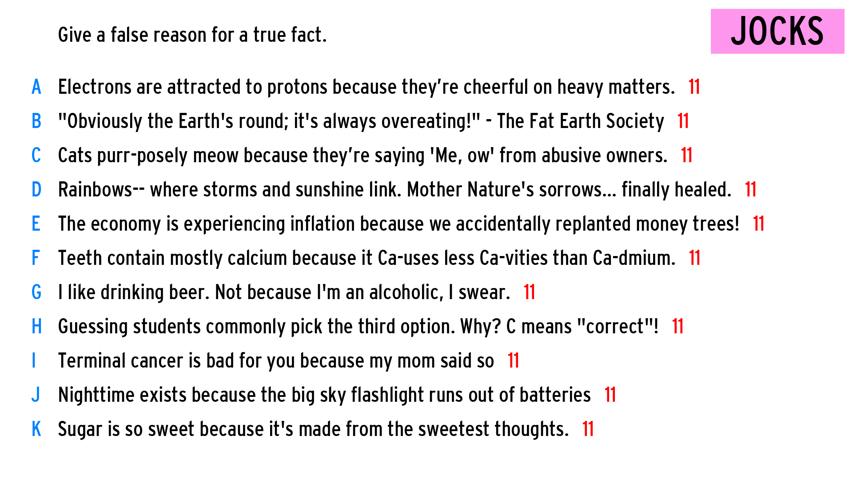 Give a false reason for a true fact.
JOCKS
A Electrons are attracted to protons because they're cheerful on heavy matters. 11
B "Obviously the Earth's round; it's always overeating!" - The Fat Earth Society 11
C Cats purr-posely meow because they're saying 'Me, ow' from abusive owners. 11
D Rainbows-- where storms and sunshine link. Mother Nature's sorrows... finally healed. 11
E The economy is experiencing inflation because we accidentally replanted money trees! 11
F Teeth contain mostly calcium because it Ca-uses less Ca-vities than Ca-dmium. 11
G I like drinking beer. Not because I'm an alcoholic, I swear. 11
H Guessing students commonly pick the third option. Why? C means "correct"! 11
I Terminal cancer is bad for you because my mom said so 11
J Nighttime exists because the big sky flashlight runs out of batteries 11
K Sugar is so sweet because it's made from the sweetest thoughts. 11